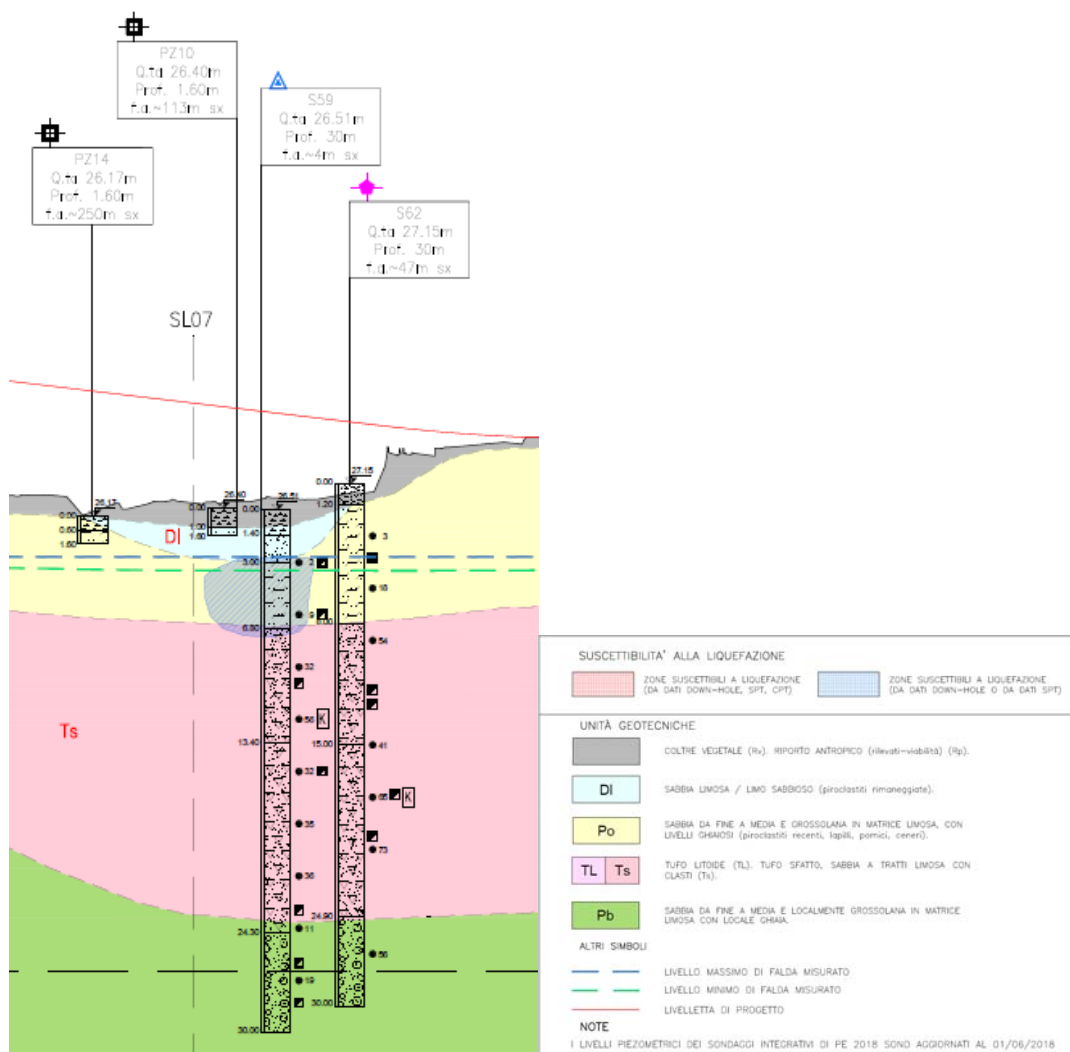 PZ10
Q.ta 26.40m
Prof. 1.60m
f.a.~113m sx
S59
Q.ta 26.51m
Prof. 30m
f.a.~4m sx
PZ14
Q.ta 26.17m
Prof. 1.60m
f.a.~250m sx
S62
Q.ta 27.15m
Prof. 30m
f.a.~47m sx
SL07
27.15
0.00
1.20
26.17
0.00
0.60
1.60
26.40
0.00
1.00
1.60
26.51
0.00
1.40
Dl
3.00
2
3
18
9
6.80
54
32
Ts
56
K
13.40
15.00
41
32
65
K
35
73
36
24.90
24.30
11
56
19
30.00
30.00
SUSCETTIBILITA' ALLA LIQUEFAZIONE
ZONE SUSCETTIBILI A LIQUEFAZIONE
(DA DATI DOWN-HOLE, SPT, CPT)
ZONE SUSCETTIBILI A LIQUEFAZIONE
(DA DATI DOWN-HOLE O DA DATI SPT)
UNITÀ GEOTECNICHE
COLTRE VEGETALE (Rv). RIPORTO ANTROPICO (rilevati-viabilità) (Rp).
Dl
SABBIA LIMOSA / LIMO SABBIOSO (piroclastiti rimaneggiate).
Po
SABBIA DA FINE A MEDIA E GROSSOLANA IN MATRICE LIMOSA, CON
LIVELLI GHIAIOSI (piroclastiti recenti, lapilli, pomici, ceneri).
TL Ts
TUFO LITOIDE (TL). TUFO SFATTO, SABBIA A TRATTI LIMOSA CON
CLASTI (Ts).
Pb
SABBIA DA FINE A MEDIA E LOCALMENTE GROSSOLANA IN MATRICE
LIMOSA CON LOCALE GHIAIA.
ALTRI SIMBOLI
LIVELLO MASSIMO DI FALDA MISURATO
LIVELLO MINIMO DI FALDA MISURATO
LIVELLETTA DI PROGETTO
NOTE
I LIVELLI PIEZOMETRICI DEI SONDAGGI INTEGRATIVI DI PE 2018 SONO AGGIORNATI AL 01/06/2018